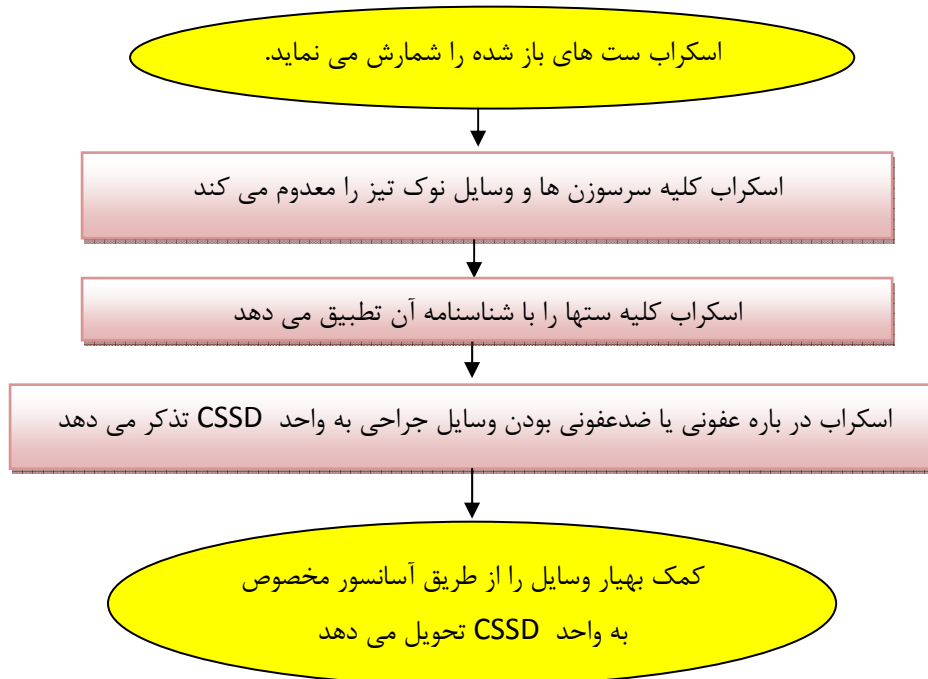 اسکراب ست های باز شده را شمارش می نماید.
اسکراب کلیه سرسوزن ها و وسایل نوک تیز را معدوم می کند
اسکراب کلیه ستها را با شناسنامه آن تطبیق می دهد
اسکراب در باره عفونی یا ضدعفونی بودن وسایل جراحی به واحد CSSD تذکر می دهد
کمک بهیار وسایل را از طریق آسانسور مخصوص
به واحد CSSD تحویل می دهد